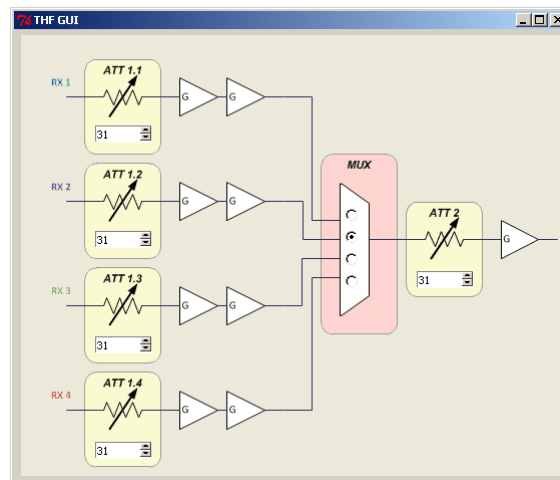 THF GUI
RX 1
ATT 1.1
G
G
31
RX 2
ATT 1.2
G
G
31
MUX
ATT 2
G
31
RX 3
ATT 1.3
G
G
31
RX 4
ATT 1.4
G
G
31